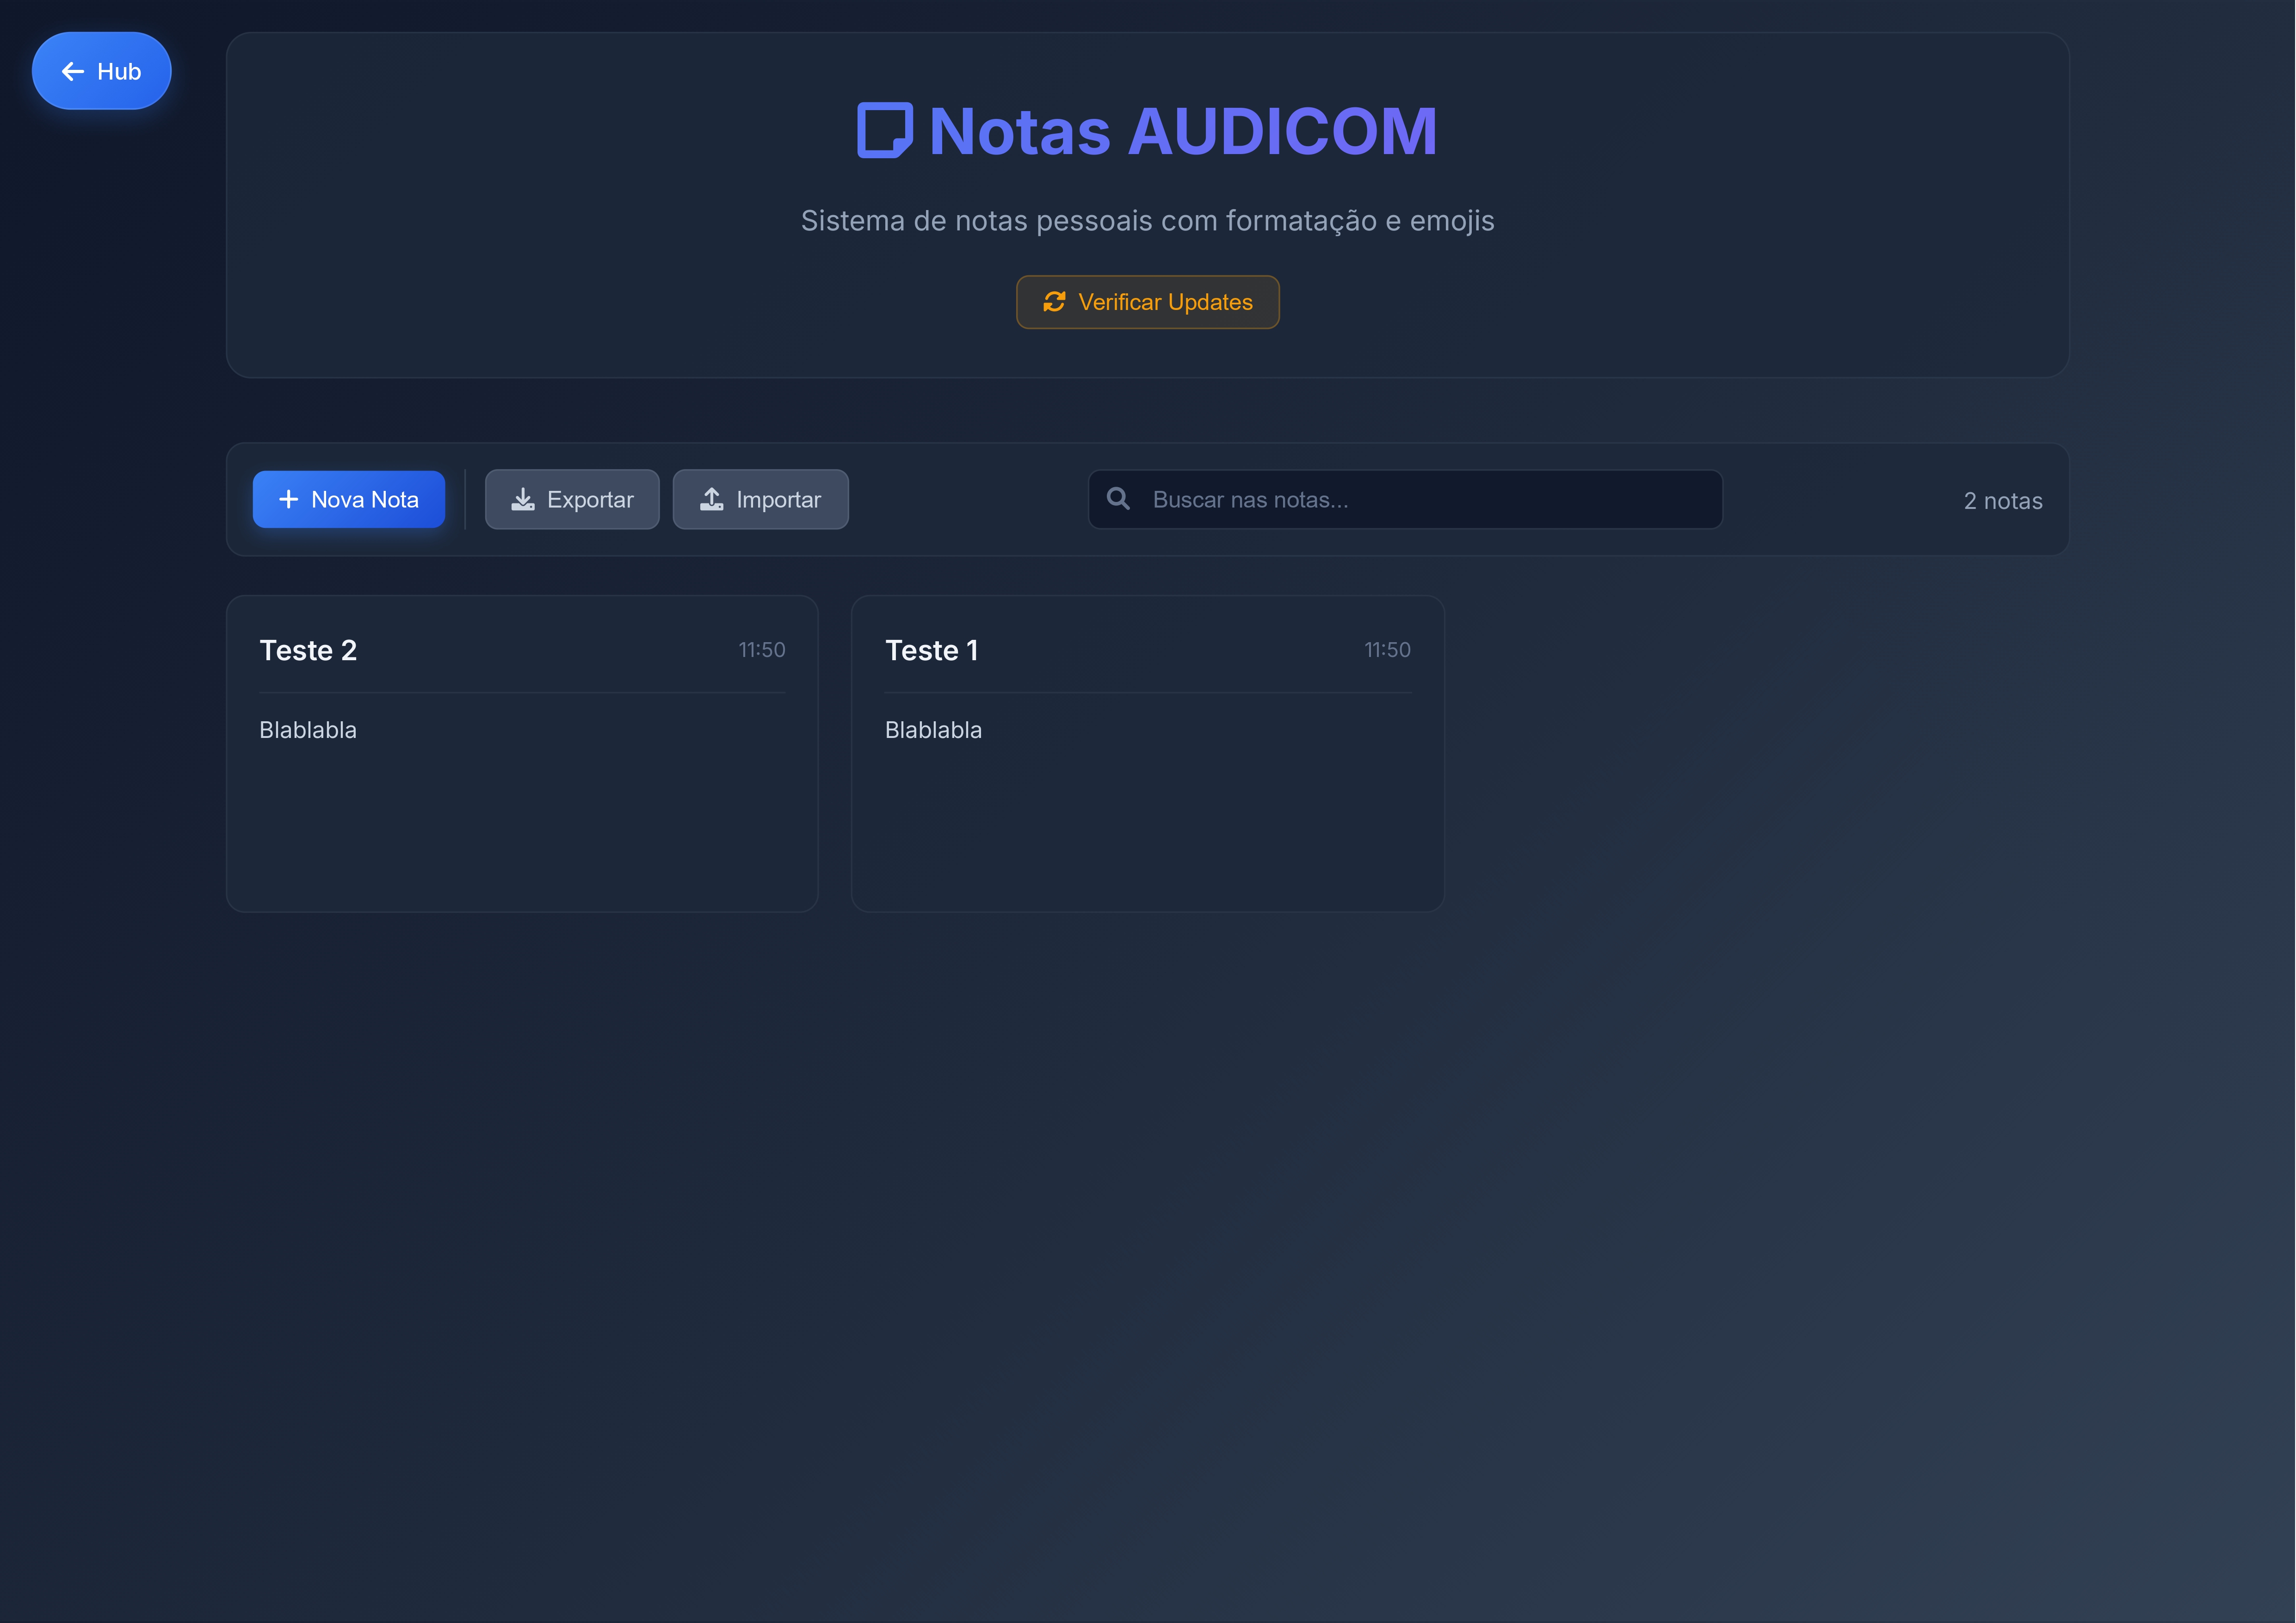 Hub
Notas AUDICOM
Sistema de notas pessoais com formatação e emojis
Verificar Updates
Nova Nota
Exportar
Importar
Buscar nas notas...
2 notas
Teste 2
11:50
Blablabla
Teste 1
11:50
Blablabla